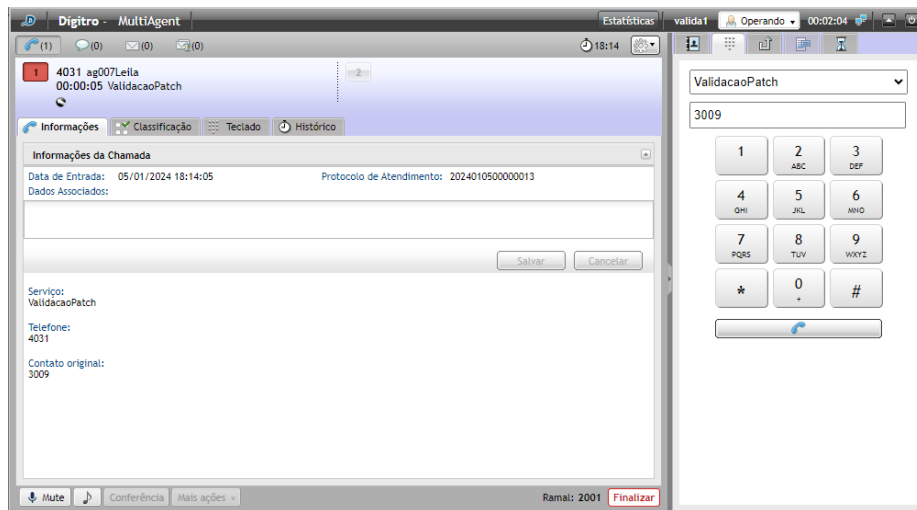 Dígitro - MultiAgent
Estatísticas
valida1
Operando
00:02:04
(1)
(0)
(0)
(0)
18:14
1
4031 ag007Leila
00:00:05 ValidacaoPatch
2
Informações
Classificação
Teclado
Histórico
Informações da Chamada
Data de Entrada: 05/01/2024 18:14:05
Protocolo de Atendimento: 2024010500000013
Dados Associados:
Salvar
Cancelar
Serviço:
ValidacaoPatch
Telefone:
4031
Contato original:
3009
Mute
Conferência
Mais ações
Ramal: 2001
Finalizar
ValidacaoPatch
3009
1
2
ABC
3
DEF
4
GHI
5
JKL
6
MNO
7
PQRS
8
TUV
9
WXYZ
*
0
+
#